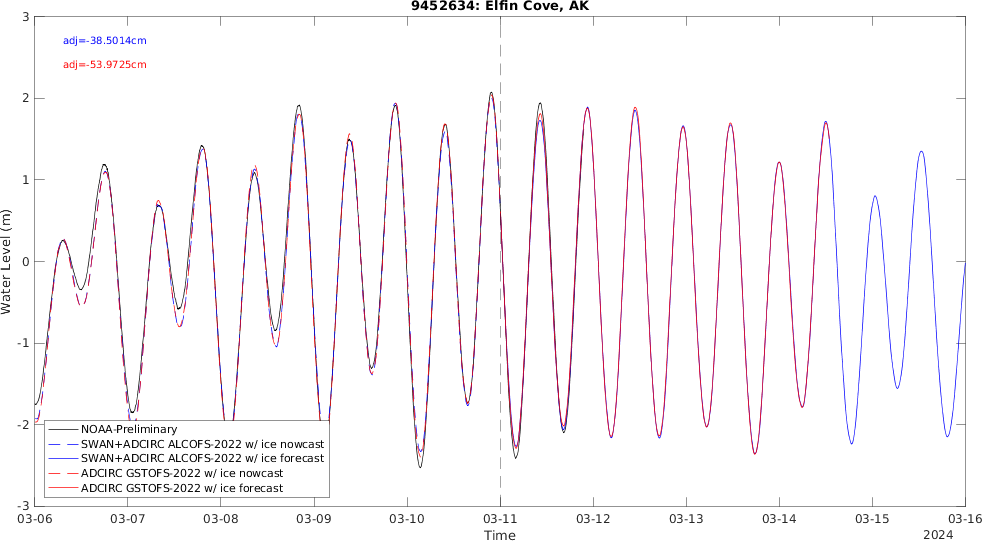 9452634: Elfin Cove, AK
adj=-38.5014cm
adj=-53.9725cm
Water Level (m)
3
2
1
0
-1
-2
-3
NOAA-Preliminary
SWAN+ADCIRC ALCOFS-2022 w/ ice nowcast
SWAN+ADCIRC ALCOFS-2022 w/ ice forecast
ADCIRC GSTOFS-2022 w/ ice nowcast
ADCIRC GSTOFS-2022 w/ ice forecast
03-06 03-07 03-08 03-09 03-10 03-11 03-12 03-13 03-14 03-15 03-16
Time
2024